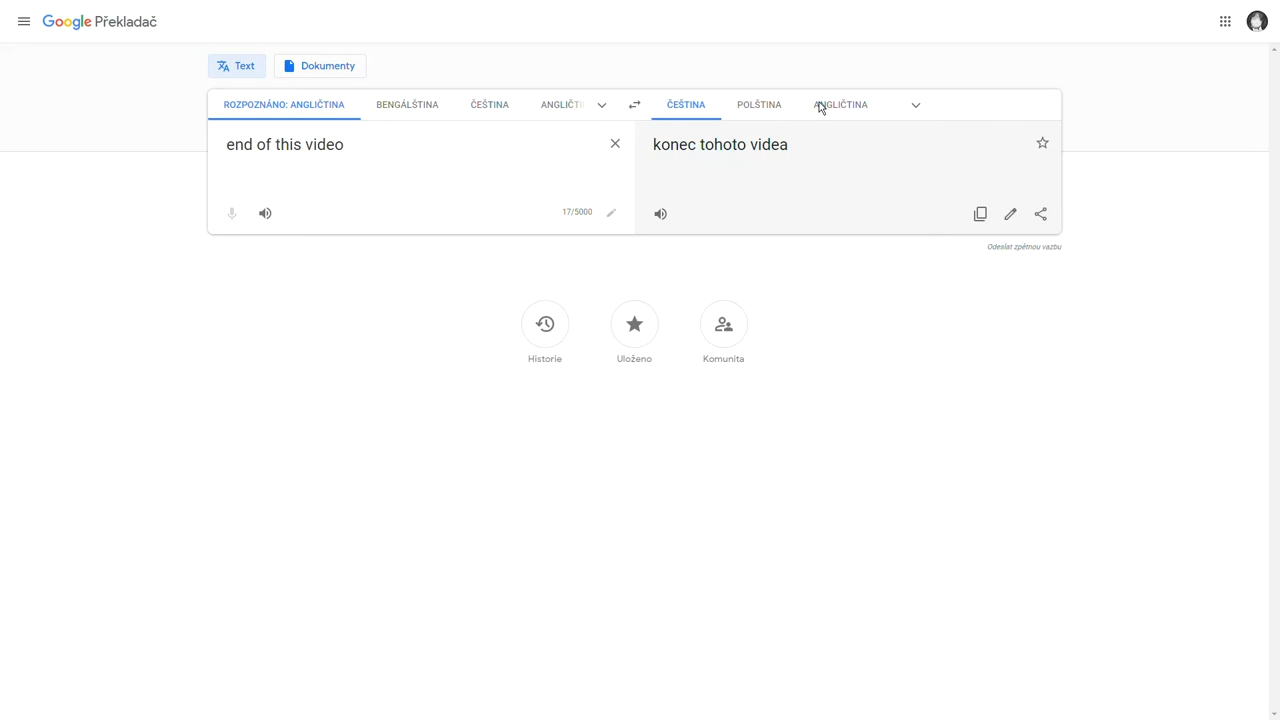 Google Překladač
Text
Dokumenty
ROZPOZNÁNO: ANGLIČTINA
BENGÁLŠTINA
ČEŠTINA
ANGLIČTI
ČEŠTINA
POLŠTINA
ANGLIČTINA
end of this video
konec tohoto videa
17/5000
Odeslat zpětnou vazbu
Historie
Uloženo
Komunita